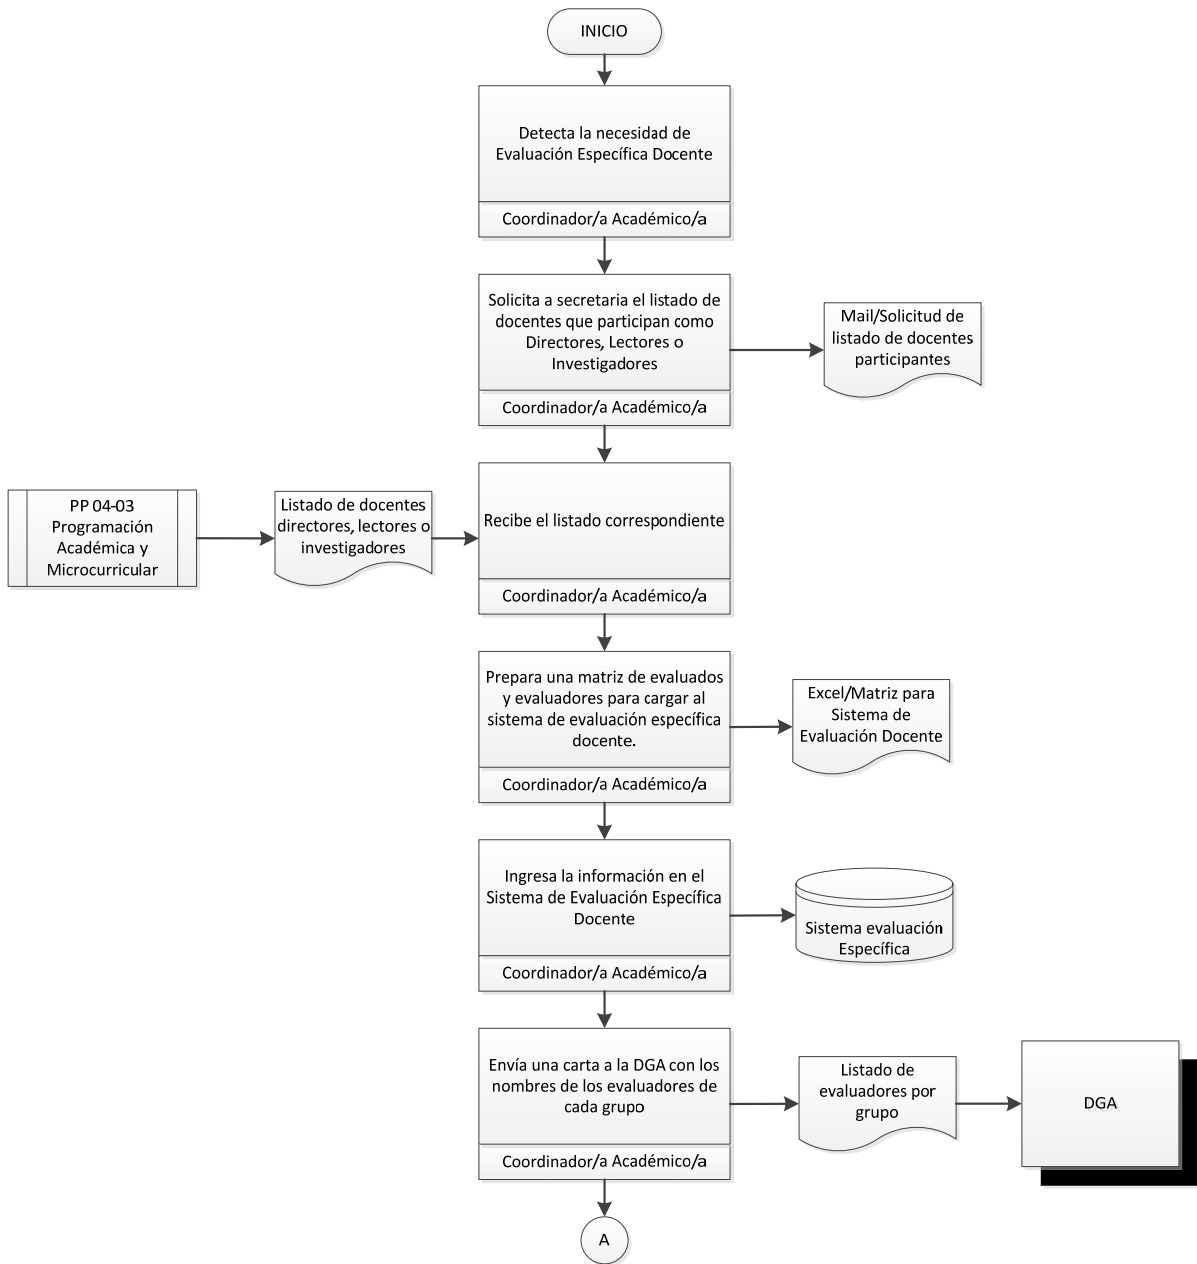 INICIO
Detecta la necesidad de
Evaluación Específica Docente
Coordinador/a Académico/a
Solicita a secretaria el listado de
docentes que participan como
Directores, Lectores o
Investigadores
Coordinador/a Académico/a
Mail/Solicitud de
listado de docentes
participantes
PP 04-03
Programación
Académica y
Microcurricular
Listado de docentes
directores, lectores o
investigadores
Recibe el listado correspondiente
Coordinador/a Académico/a
Prepara una matriz de evaluados
y evaluadores para cargar al
sistema de evaluación específica
docente.
Coordinador/a Académico/a
Excel/Matriz para
Sistema de
Evaluación Docente
Ingresa la información en el
Sistema de Evaluación Específica
Docente
Coordinador/a Académico/a
Sistema evaluación
Específica
Envía una carta a la DGA con los
nombres de los evaluadores de
cada grupo
Coordinador/a Académico/a
Listado de
evaluadores por
grupo
DGA
A